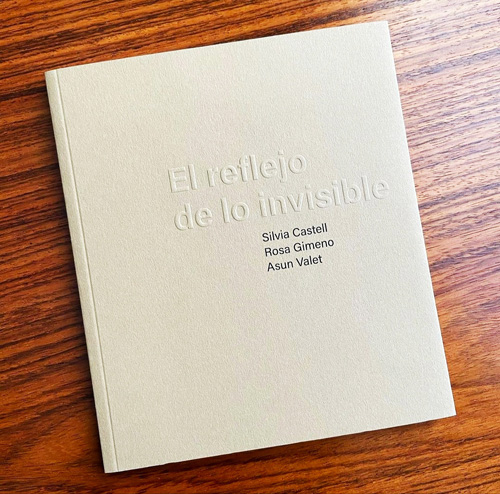 El reflejo
de lo invisible
Silvia Castell
Rosa Gimeno
Asun Valet